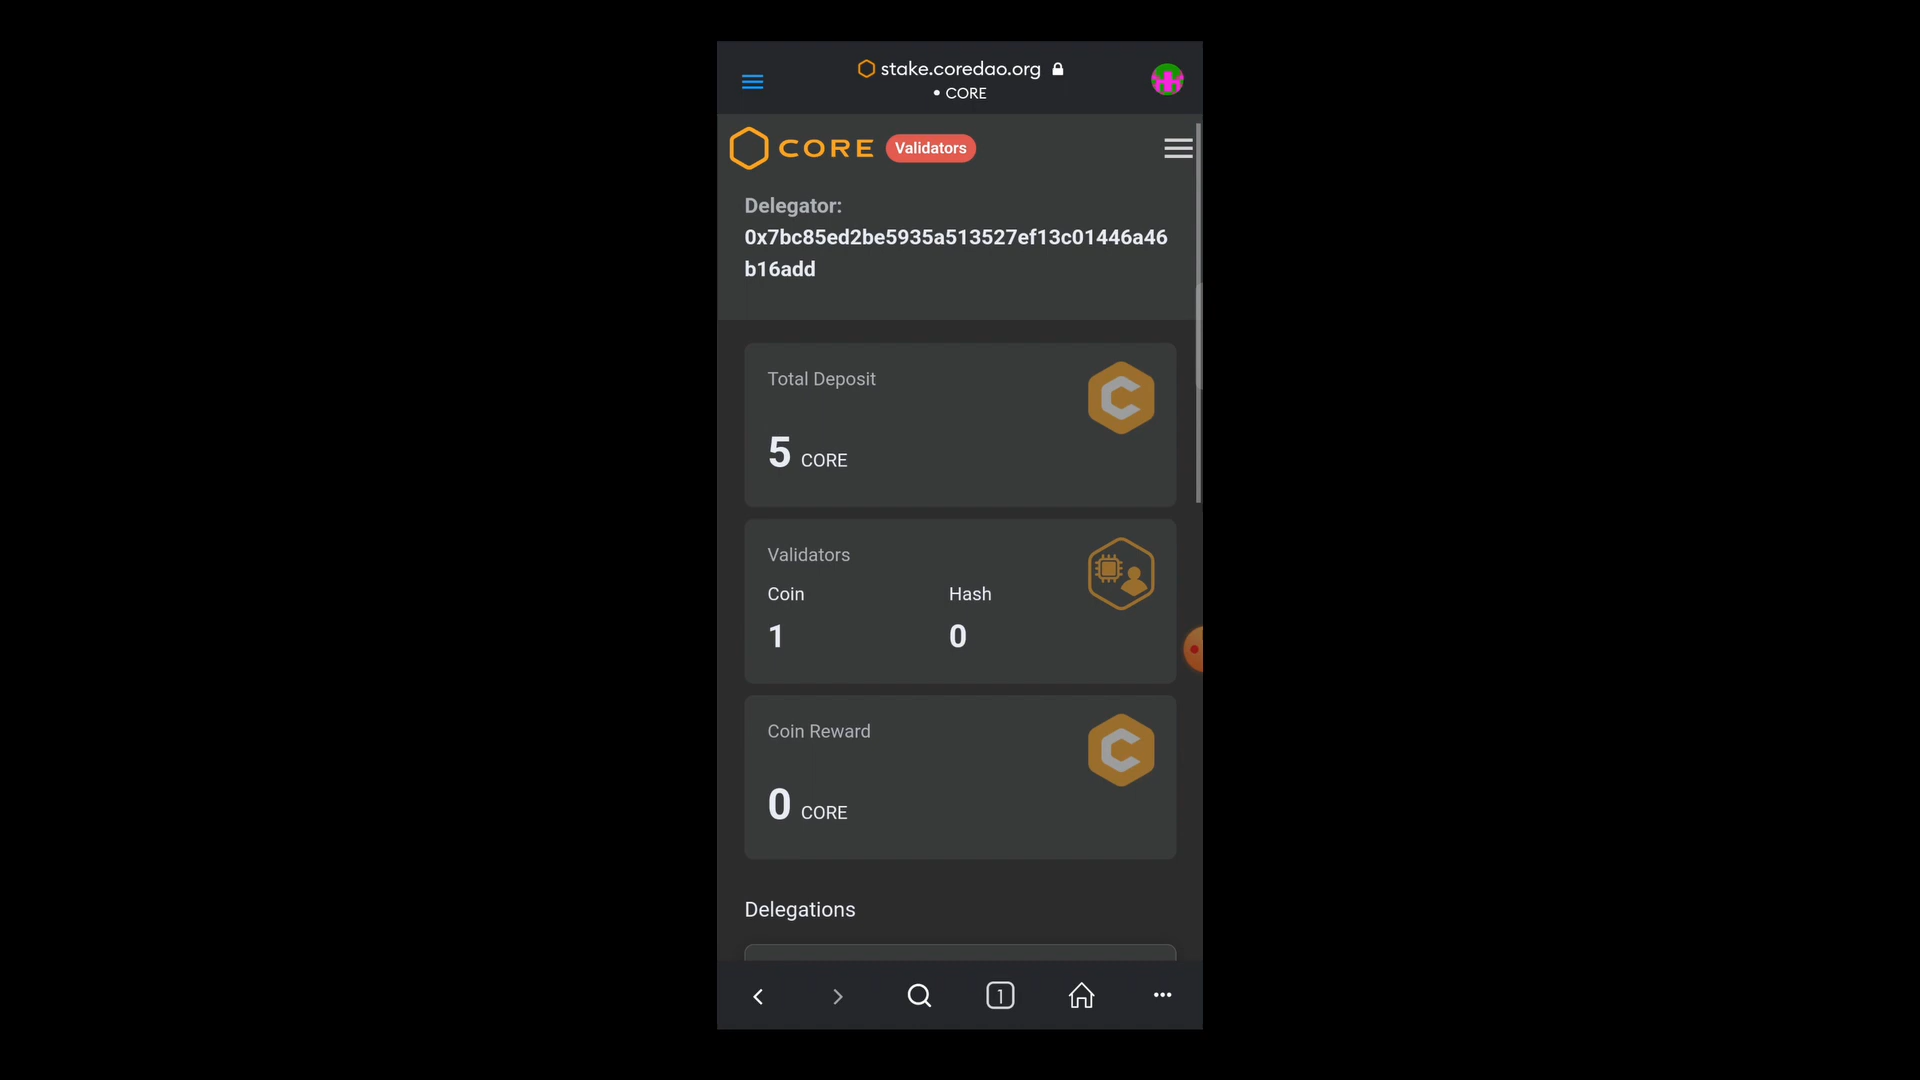 stake.coredao.org
• CORE
CORE Validators
Delegator:
0x7bc85ed2be5935a513527ef13c01446a46
b16add
Total Deposit
5 CORE
Validators
Coin Hash
1 0
Coin Reward
0 CORE
Delegations
1